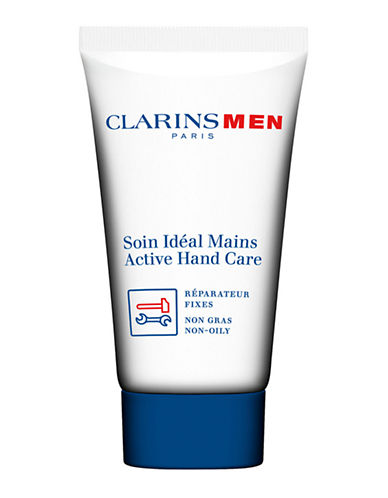 CLARINSMEN
PARIS
Soin Idéal Mains
Active Hand Care
RÉPARATEUR
FIXES
NON GRAS
NON-OILY